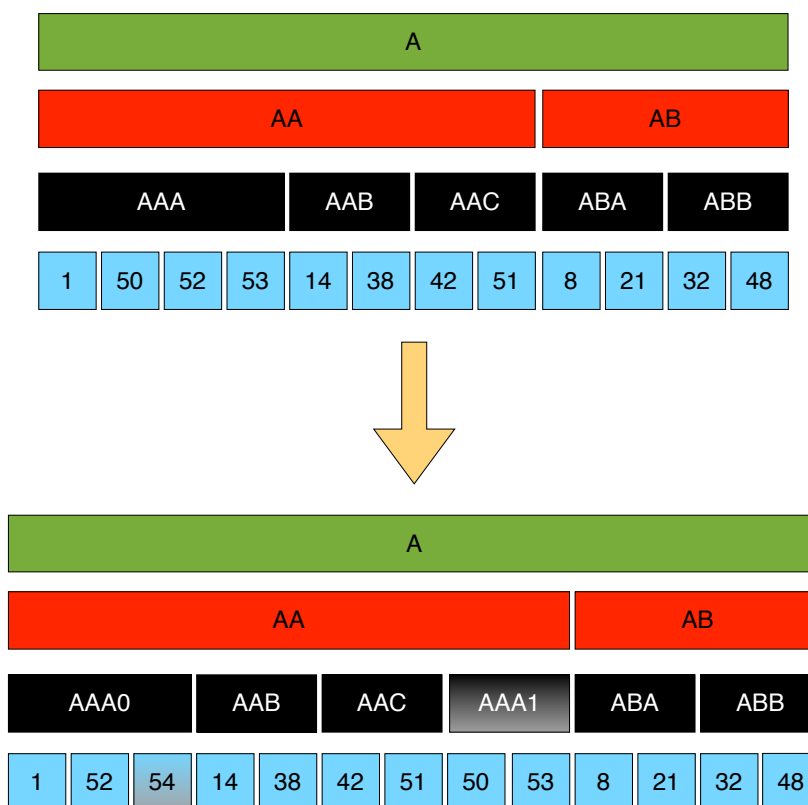 A
AA AB
AAA AAB AAC ABA ABB
1 50 52 53 14 38 42 51 8 21 32 48
A
AA AB
AAA0 AAB AAC AAA1 ABA ABB
1 52 54 14 38 42 51 50 53 8 21 32 48